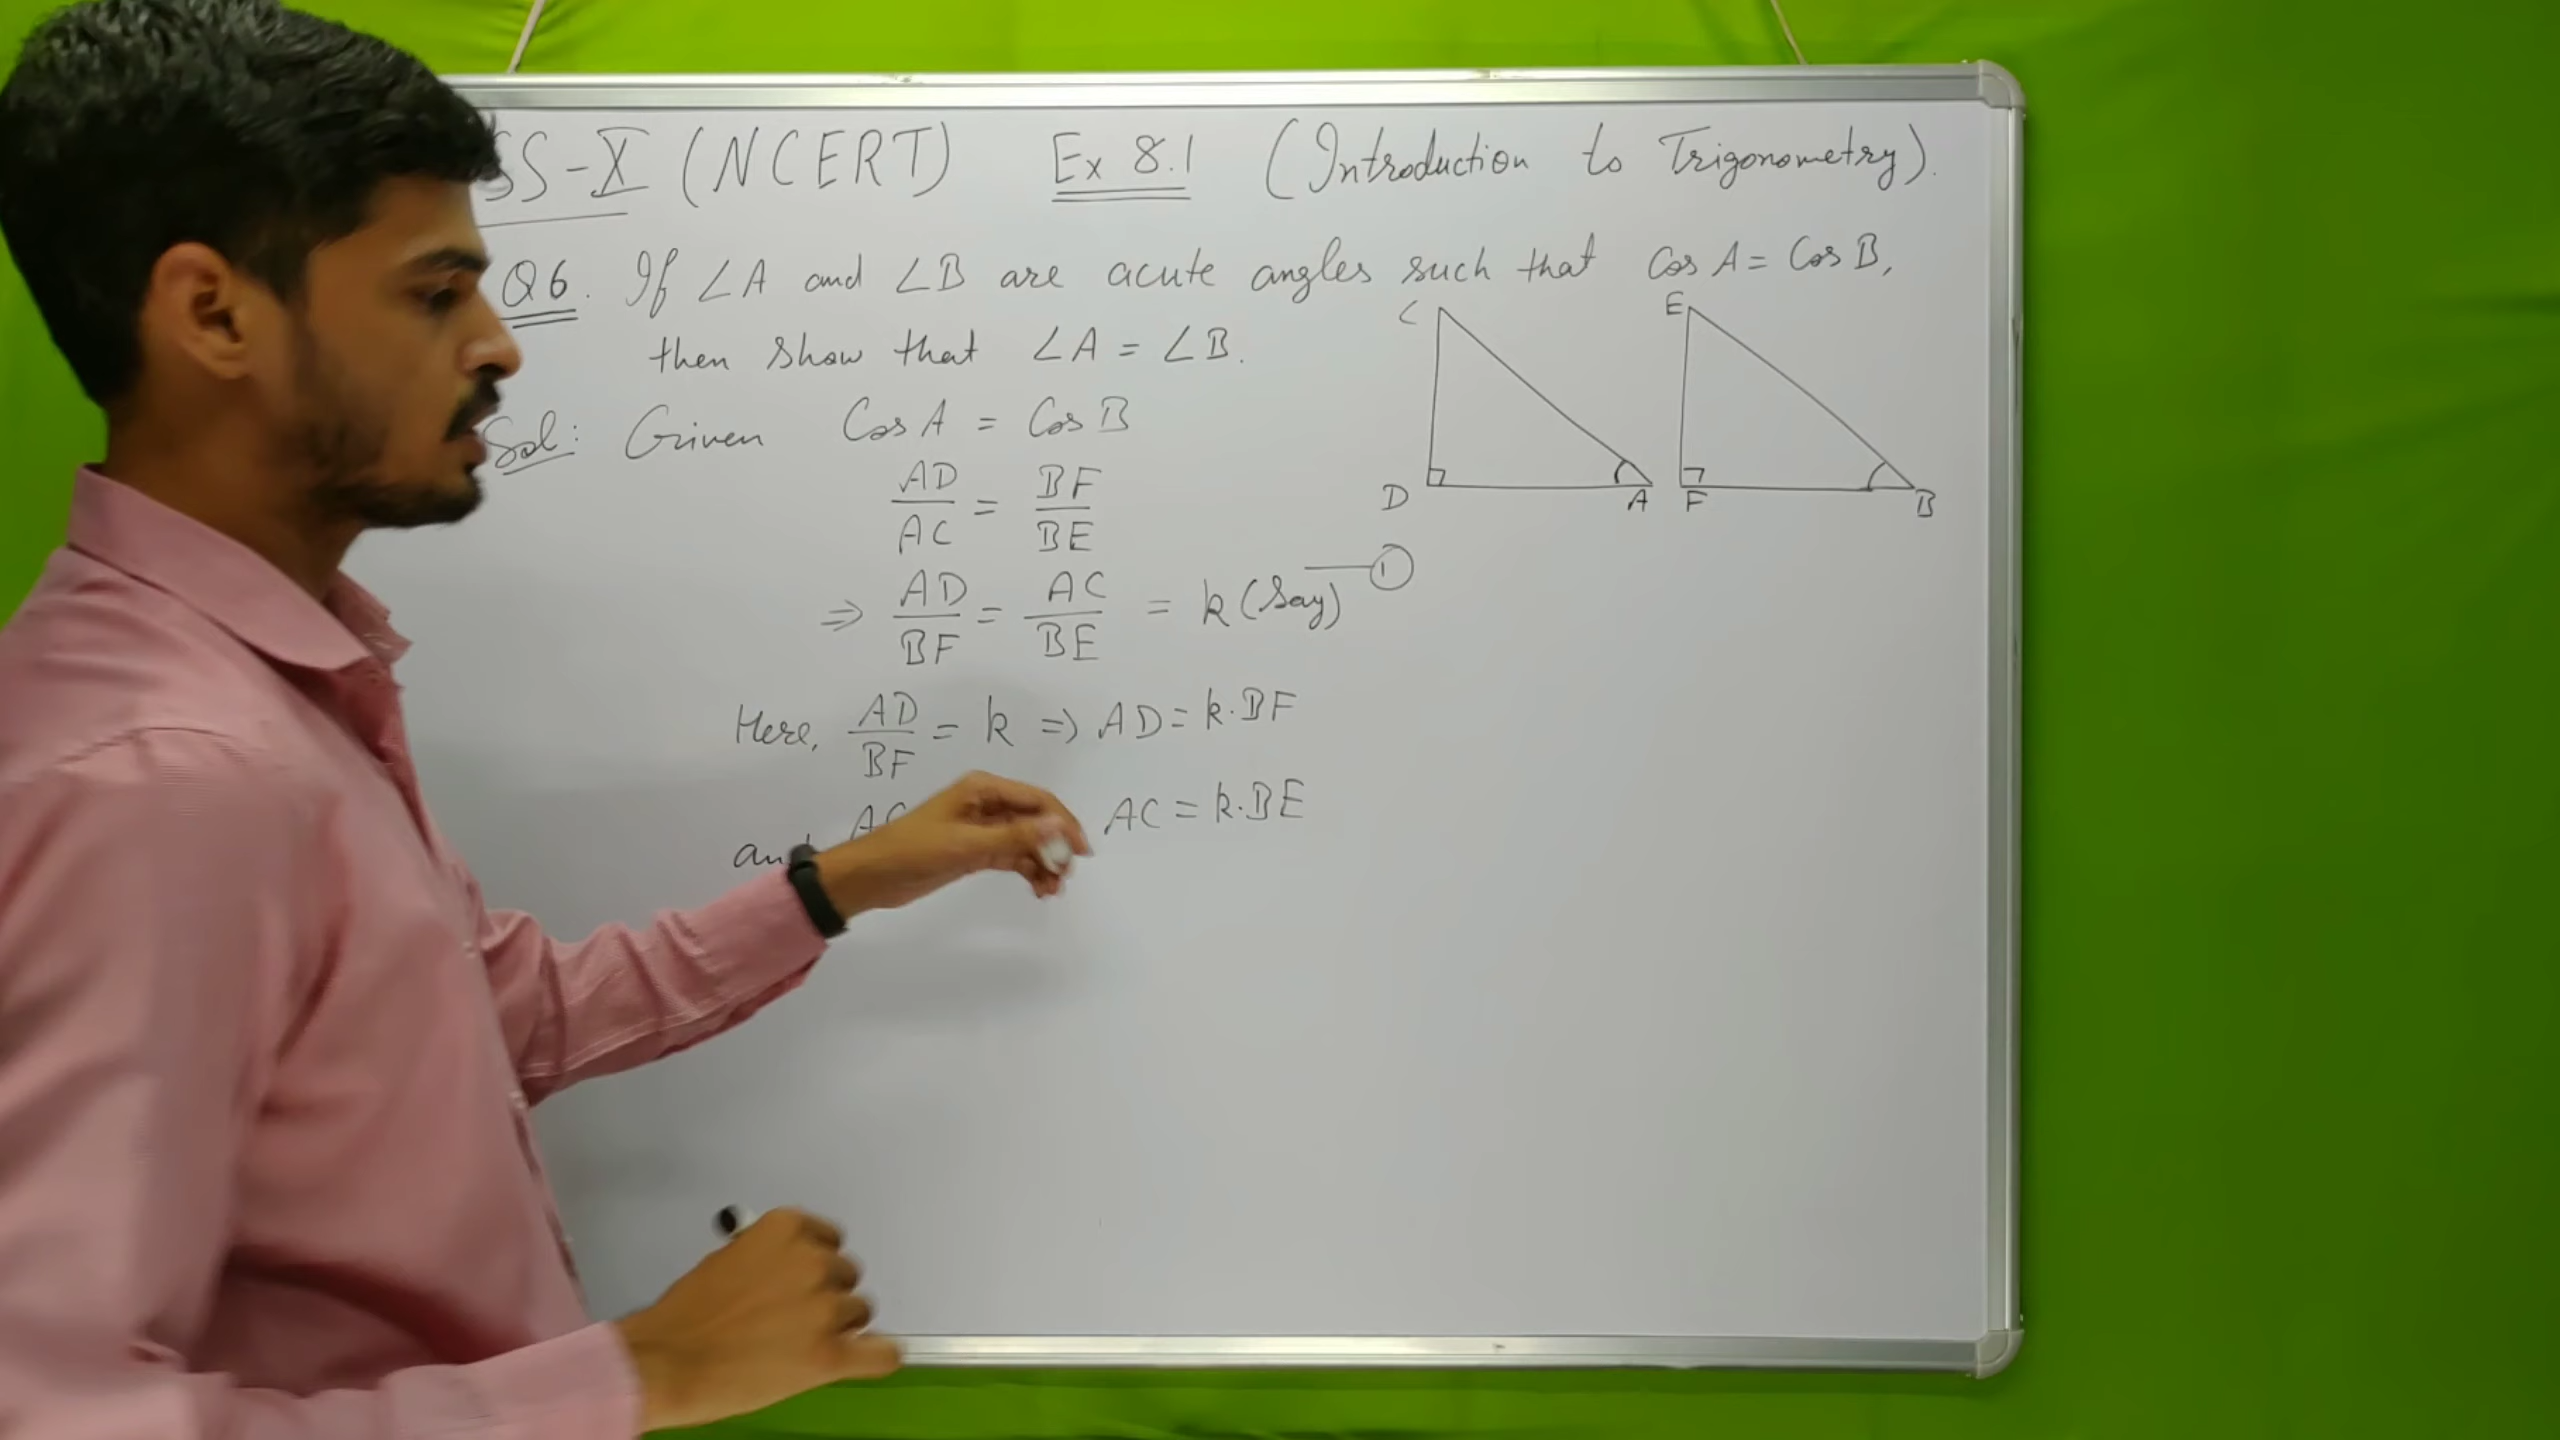 SS-X (NCERT) Ex 8.1 (Introduction to Trigonometry).
Q6. If ∠A and ∠B are acute angles such that Cos A = Cos B,
then show that ∠A = ∠B.
C
E
D
A
F
B
Sol: Given Cos A = Cos B
AD/AC = BF/BE
⇒ AD/BF = AC/BE = k (Say) —①
Here, AD/BF = k ⇒ AD = k.BF
AC = k.BE